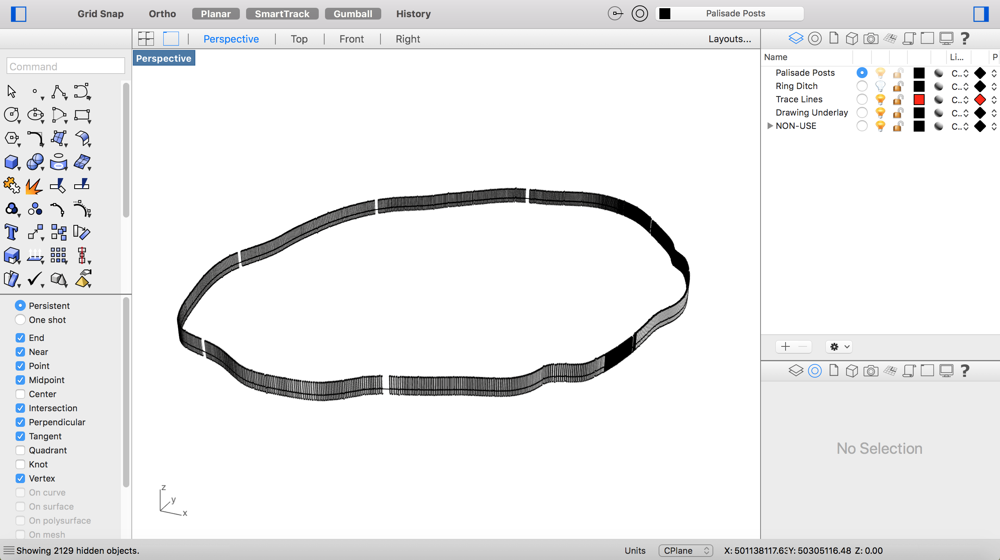 Grid Snap Ortho Planar SmartTrack Gumball History Palisade Posts
Perspective Top Front Right Layouts... ?
Perspective
Command
Name Li... P
Palisade Posts C..
Ring Ditch C..
Trace Lines C..
Drawing Underlay C..
NON-USE C..
Persistent
One shot
End
Near
Point
Midpoint
Center
Intersection
Perpendicular
Tangent
Quadrant
Knot
Vertex
On curve
On surface
On polysurface
On mesh
z
y
x
?
No Selection
Showing 2129 hidden objects. Units CPlane X: 501138117.63 Y: 50305116.48 Z: 0.00